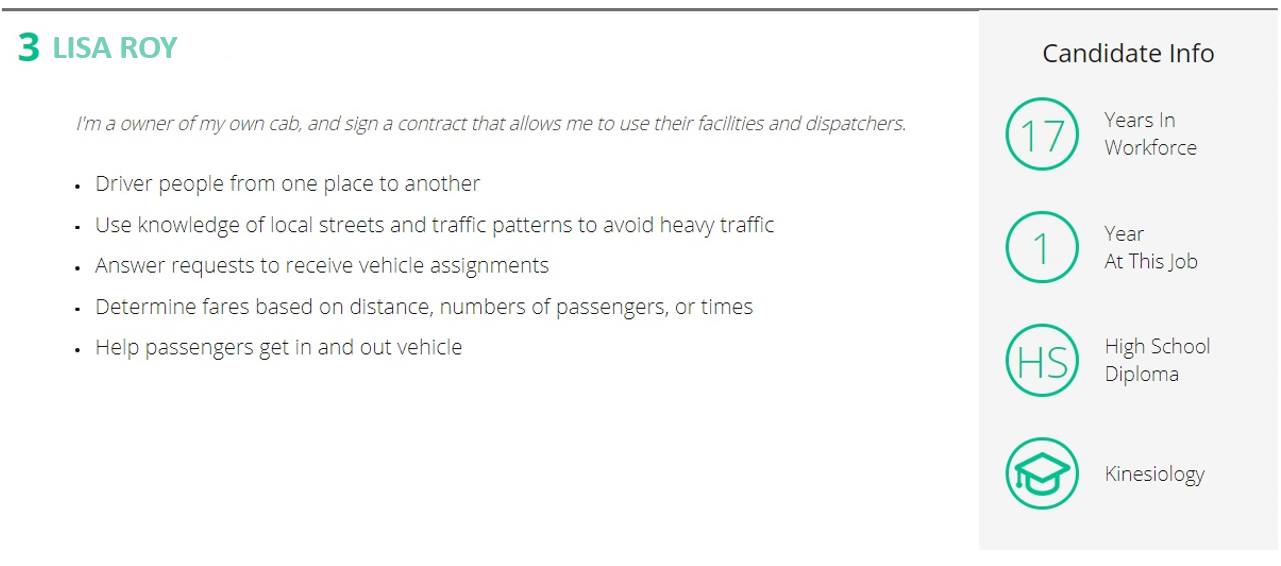 3 LISA ROY
I'm a owner of my own cab, and sign a contract that allows me to use their facilities and dispatchers.
• Driver people from one place to another
• Use knowledge of local streets and traffic patterns to avoid heavy traffic
• Answer requests to receive vehicle assignments
• Determine fares based on distance, numbers of passengers, or times
• Help passengers get in and out vehicle
Candidate Info
17 Years In
Workforce
1 Year
At This Job
HS High School
Diploma
Kinesiology